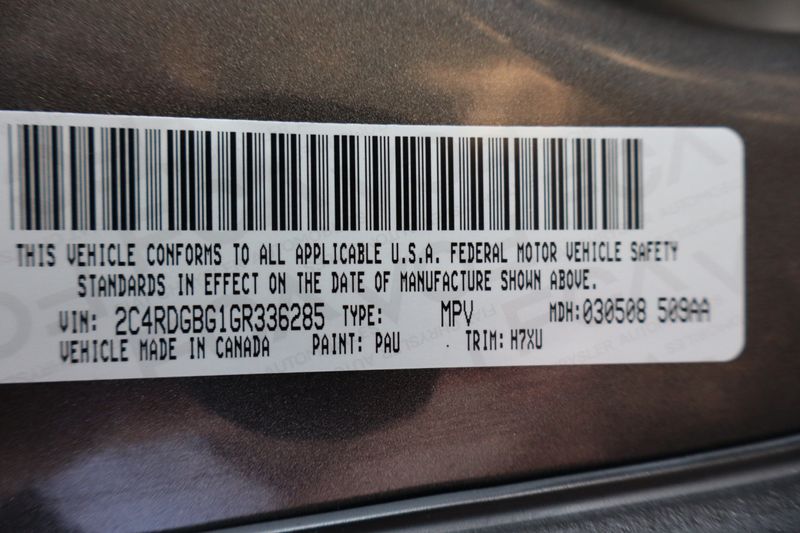 THIS VEHICLE CONFORMS TO ALL APPLICABLE U.S.A. FEDERAL MOTOR VEHICLE SAFETY
STANDARDS IN EFFECT ON THE DATE OF MANUFACTURE SHOWN ABOVE.
VIN: 2C4RDGBG1GR336285 TYPE: MPV MDH:030508 509AA
VEHICLE MADE IN CANADA PAINT: PAU TRIM: H7XU